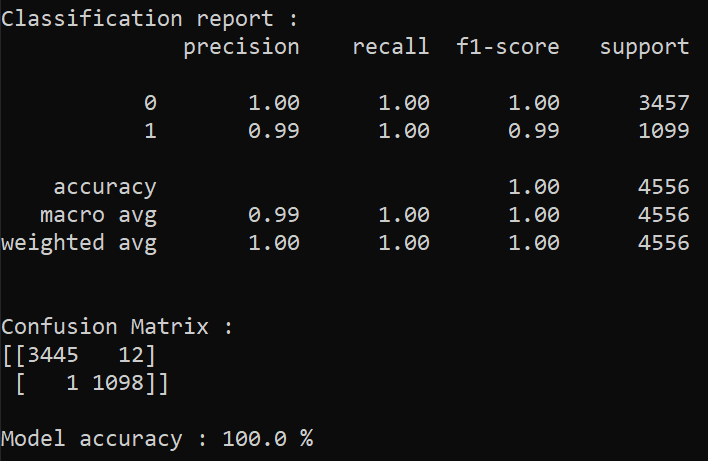 Classification report :
precision recall f1-score support
0 1.00 1.00 1.00 3457
1 0.99 1.00 0.99 1099
accuracy 1.00 4556
macro avg 0.99 1.00 1.00 4556
weighted avg 1.00 1.00 1.00 4556
Confusion Matrix :
[[3445 12]
[ 1 1098]]
Model accuracy : 100.0 %